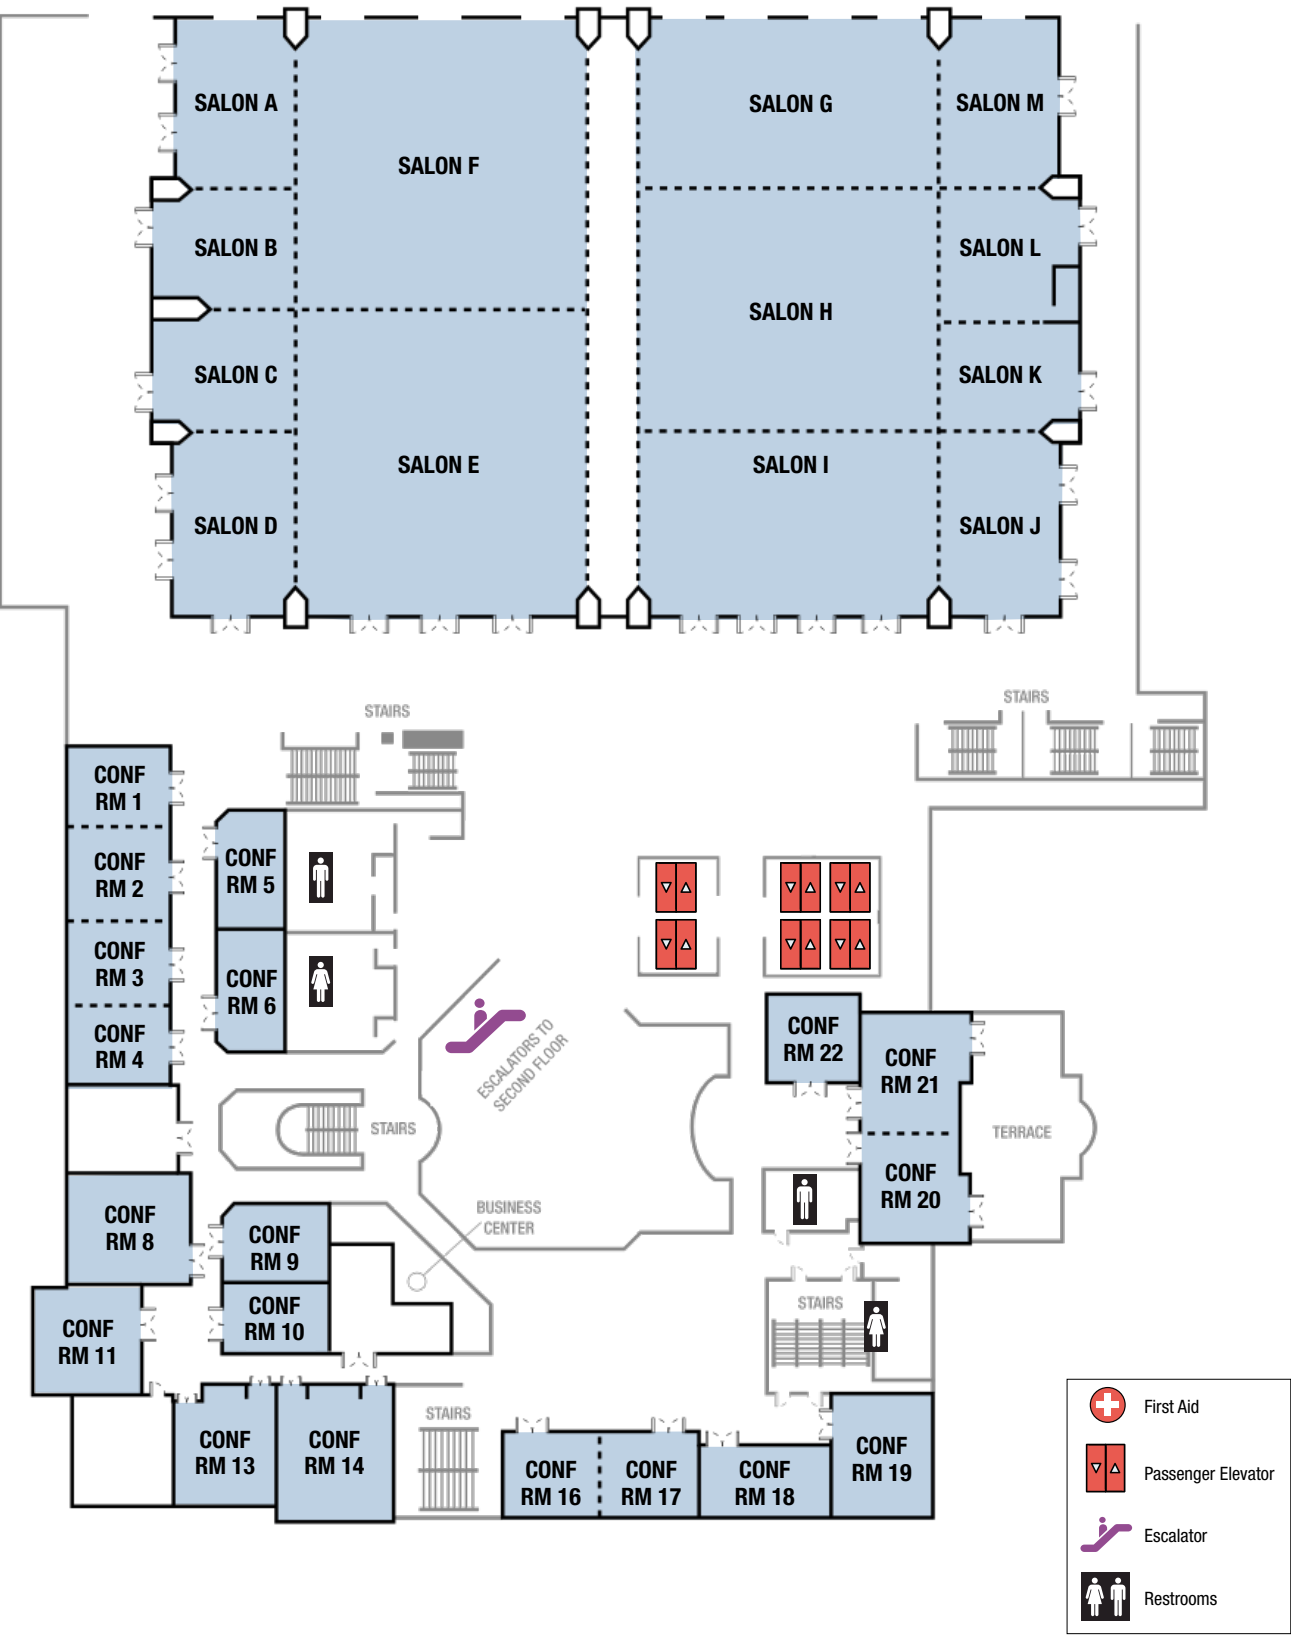 SALON A
SALON F
SALON G
SALON M
SALON B
SALON L
SALON H
SALON C
SALON K
SALON E
SALON I
SALON D
SALON J
STAIRS
STAIRS
CONF
RM 1
CONF
RM 2
CONF
RM 3
CONF
RM 4
CONF
RM 5
CONF
RM 6
ESCALATORS TO
SECOND FLOOR
CONF
RM 22
CONF
RM 21
CONF
RM 20
TERRACE
STAIRS
BUSINESS
CENTER
CONF
RM 8
CONF
RM 9
CONF
RM 10
CONF
RM 11
STAIRS
CONF
RM 13
CONF
RM 14
STAIRS
CONF
RM 16
CONF
RM 17
CONF
RM 18
CONF
RM 19
First Aid
Passenger Elevator
Escalator
Restrooms